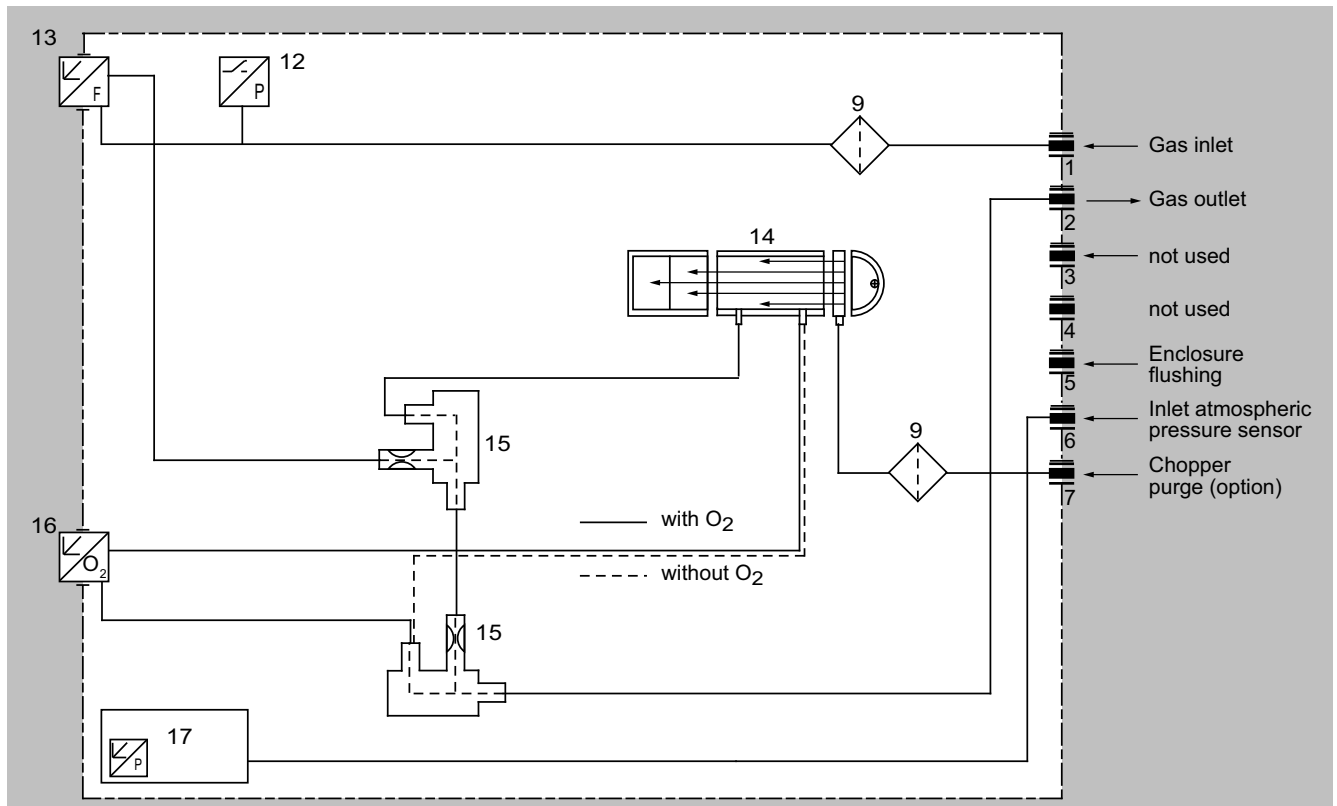 13
F
12
P
9
1
Gas inlet
2
Gas outlet
14
3
not used
4
not used
5
Enclosure
flushing
15
9
6
Inlet atmospheric
pressure sensor
7
Chopper
purge (option)
16
O2
with O2
without O2
15
17
P